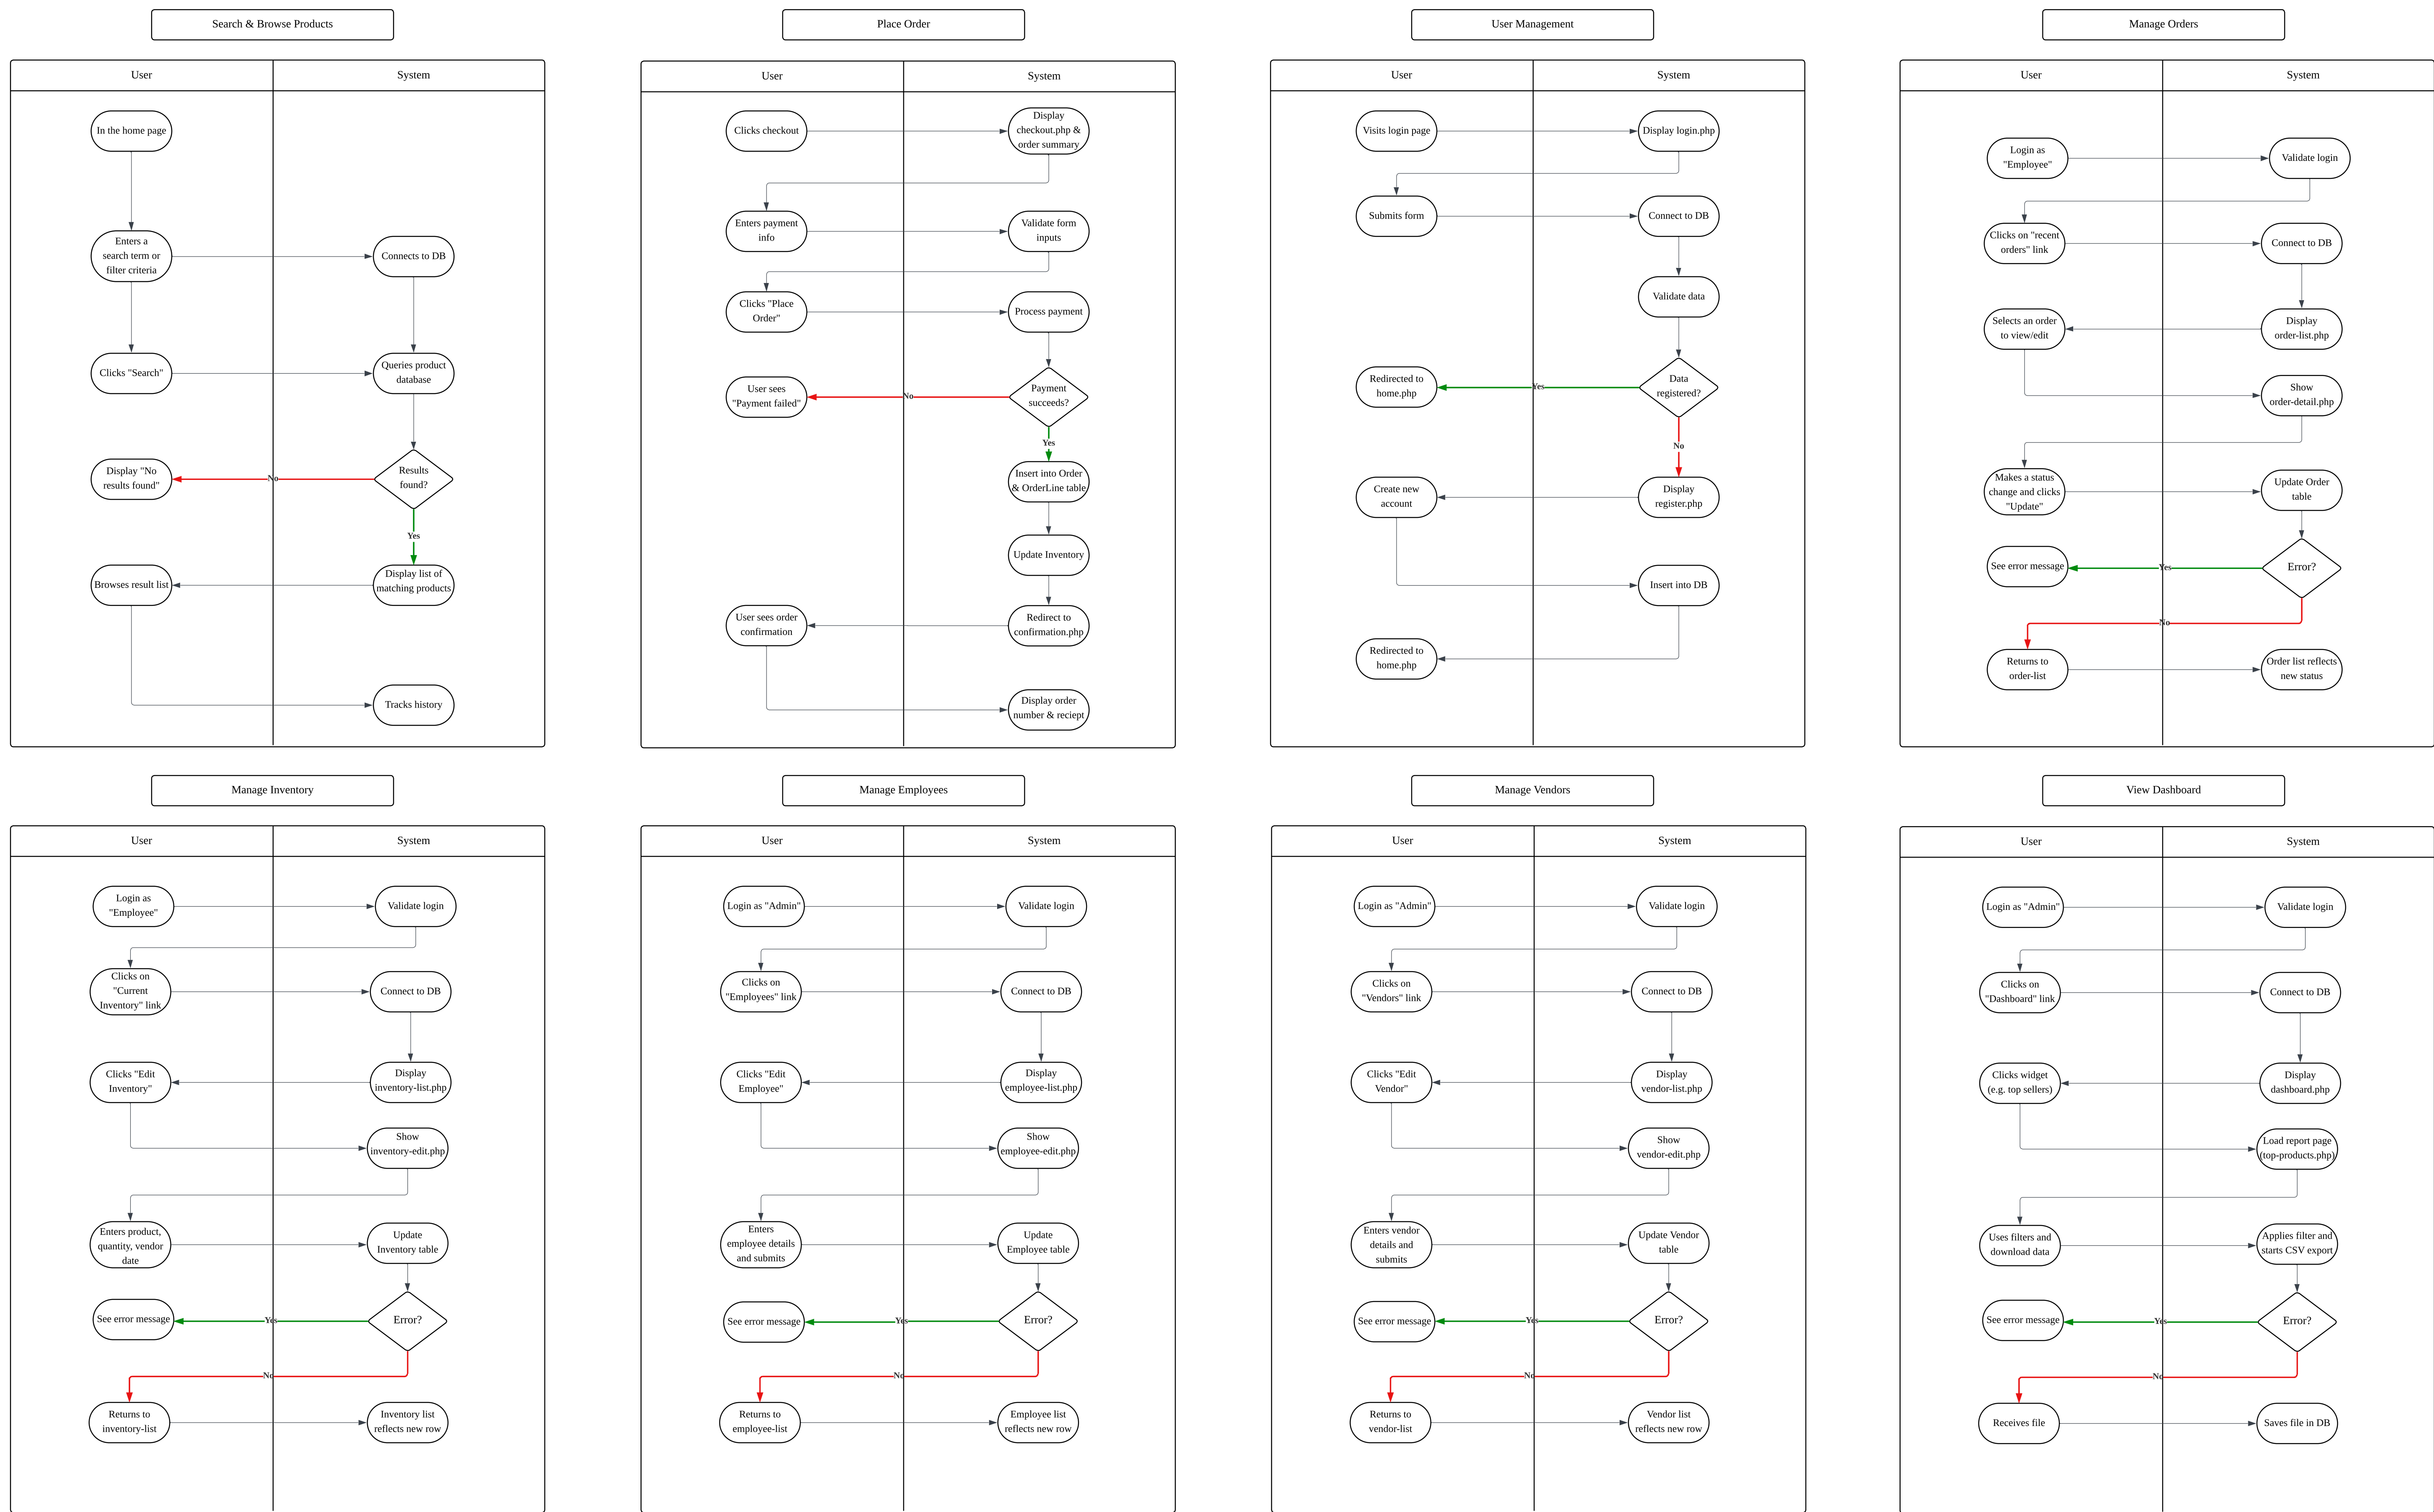 Search & Browse Products
User
System
In the home page
Enters a
search term or
filter criteria
Connects to DB
Clicks "Search"
Queries product
database
Results
found?
No
Display "No
results found"
Yes
Browses result list
Display list of
matching products
Tracks history
Place Order
User
System
Clicks checkout
Display
checkout.php &
order summary
Enters payment
info
Validate form
inputs
Clicks "Place
Order"
Process payment
User sees
"Payment failed"
No
Payment
succeeds?
Yes
Insert into Order
& OrderLine table
Update Inventory
User sees order
confirmation
Redirect to
confirmation.php
Display order
number & reciept
User Management
User
System
Visits login page
Display login.php
Submits form
Connect to DB
Validate data
Redirected to
home.php
Yes
Data
registered?
No
Create new
account
Display
register.php
Insert into DB
Redirected to
home.php
Manage Orders
User
System
Login as
"Employee"
Validate login
Clicks on "recent
orders" link
Connect to DB
Selects an order
to view/edit
Display
order-list.php
Show
order-detail.php
Makes a status
change and clicks
"Update"
Update Order
table
See error message
Yes
Error?
No
Returns to
order-list
Order list reflects
new status
Manage Inventory
User
System
Login as
"Employee"
Validate login
Clicks on
"Current
Inventory" link
Connect to DB
Clicks "Edit
Inventory"
Display
inventory-list.php
Show
inventory-edit.php
Enters product,
quantity, vendor
date
Update
Inventory table
See error message
Yes
Error?
No
Returns to
inventory-list
Inventory list
reflects new row
Manage Employees
User
System
Login as "Admin"
Validate login
Clicks on
"Employees" link
Connect to DB
Clicks "Edit
Employee"
Display
employee-list.php
Show
employee-edit.php
Enters
employee details
and submits
Update
Employee table
See error message
Yes
Error?
No
Returns to
employee-list
Employee list
reflects new row
Manage Vendors
User
System
Login as "Admin"
Validate login
Clicks on
"Vendors" link
Connect to DB
Clicks "Edit
Vendor"
Display
vendor-list.php
Show
vendor-edit.php
Enters vendor
details and
submits
Update Vendor
table
See error message
Yes
Error?
No
Returns to
vendor-list
Vendor list
reflects new row
View Dashboard
User
System
Login as "Admin"
Validate login
Clicks on
"Dashboard" link
Connect to DB
Clicks widget
(e.g. top sellers)
Display
dashboard.php
Load report page
(top-products.php)
Uses filters and
download data
Applies filter and
starts CSV export
See error message
Yes
Error?
No
Receives file
Saves file in DB